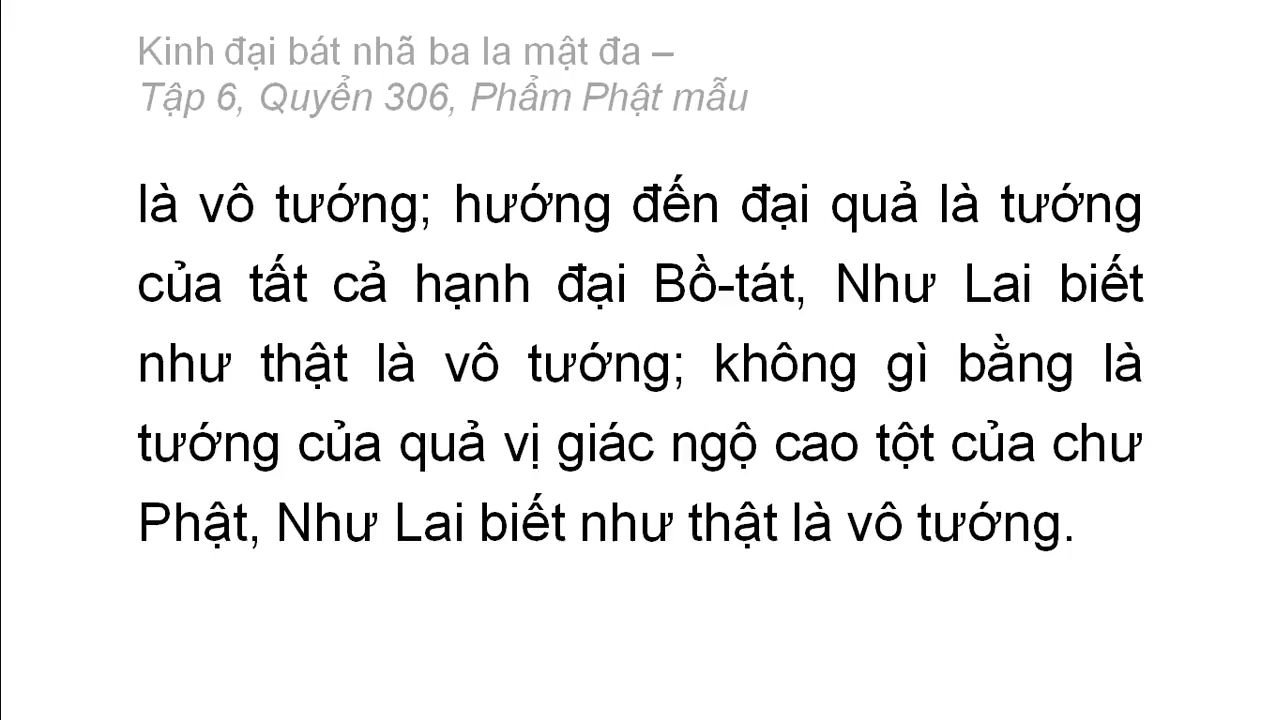 Kinh đại bát nhã ba la mật đa –
Tập 6, Quyển 306, Phẩm Phật mẫu
là vô tướng; hướng đến đại quả là tướng
của tất cả hạnh đại Bồ-tát, Như Lai biết
như thật là vô tướng; không gì bằng là
tướng của quả vị giác ngộ cao tột của chư
Phật, Như Lai biết như thật là vô tướng.